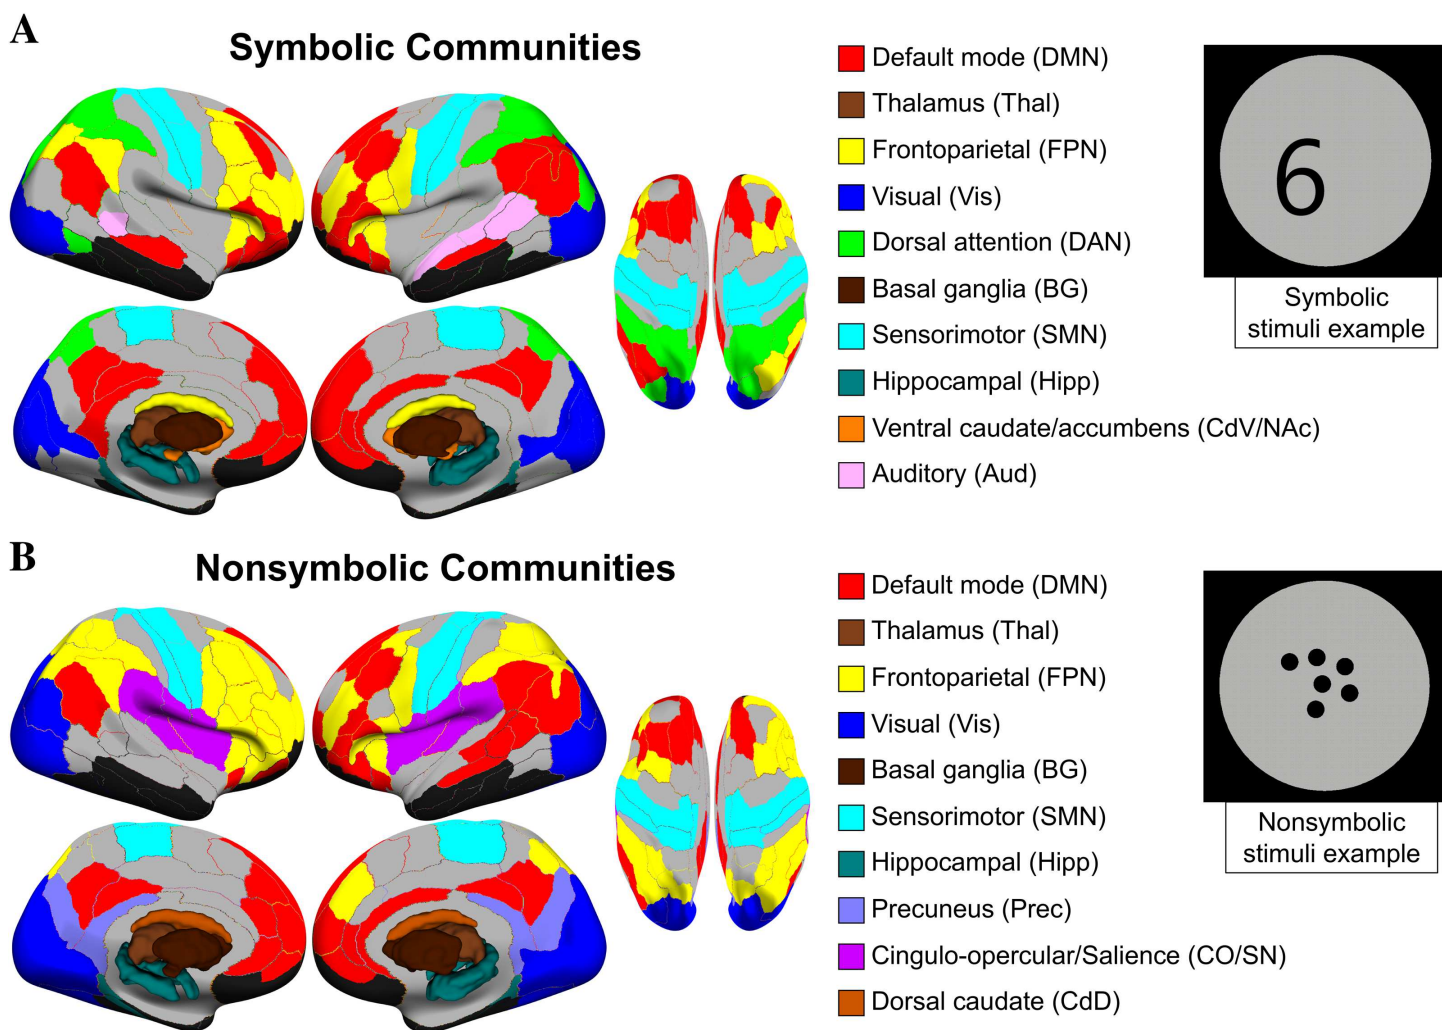 A
Symbolic Communities
Default mode (DMN)
Thalamus (Thal)
Frontoparietal (FPN)
Visual (Vis)
Dorsal attention (DAN)
Basal ganglia (BG)
Sensorimotor (SMN)
Hippocampal (Hipp)
Ventral caudate/accumbens (CdV/NAc)
Auditory (Aud)
6
Symbolic
stimuli example
B
Nonsymbolic Communities
Default mode (DMN)
Thalamus (Thal)
Frontoparietal (FPN)
Visual (Vis)
Basal ganglia (BG)
Sensorimotor (SMN)
Hippocampal (Hipp)
Precuneus (Prec)
Cingulo-opercular/Salience (CO/SN)
Dorsal caudate (CdD)
Nonsymbolic
stimuli example